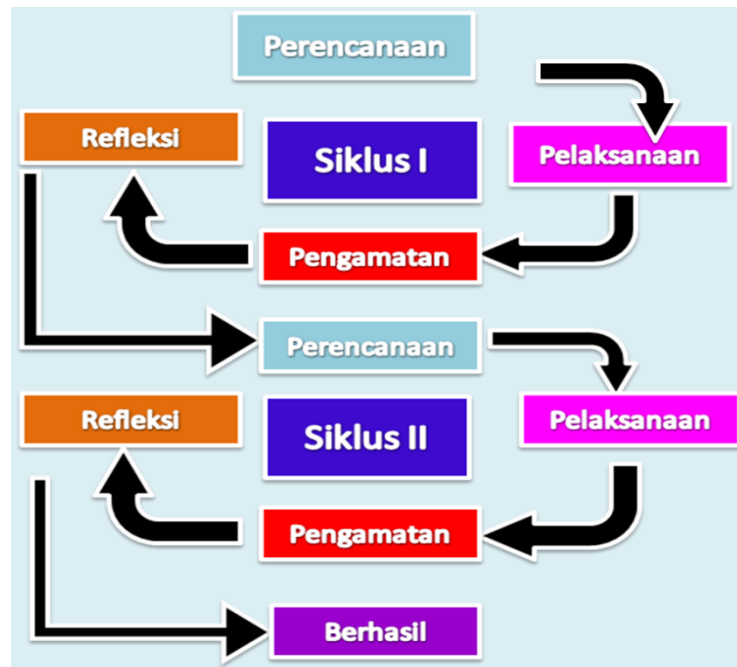 Perencanaan
Refleksi
Siklus I
Pelaksanaan
Pengamatan
Perencanaan
Refleksi
Siklus II
Pelaksanaan
Pengamatan
Berhasil